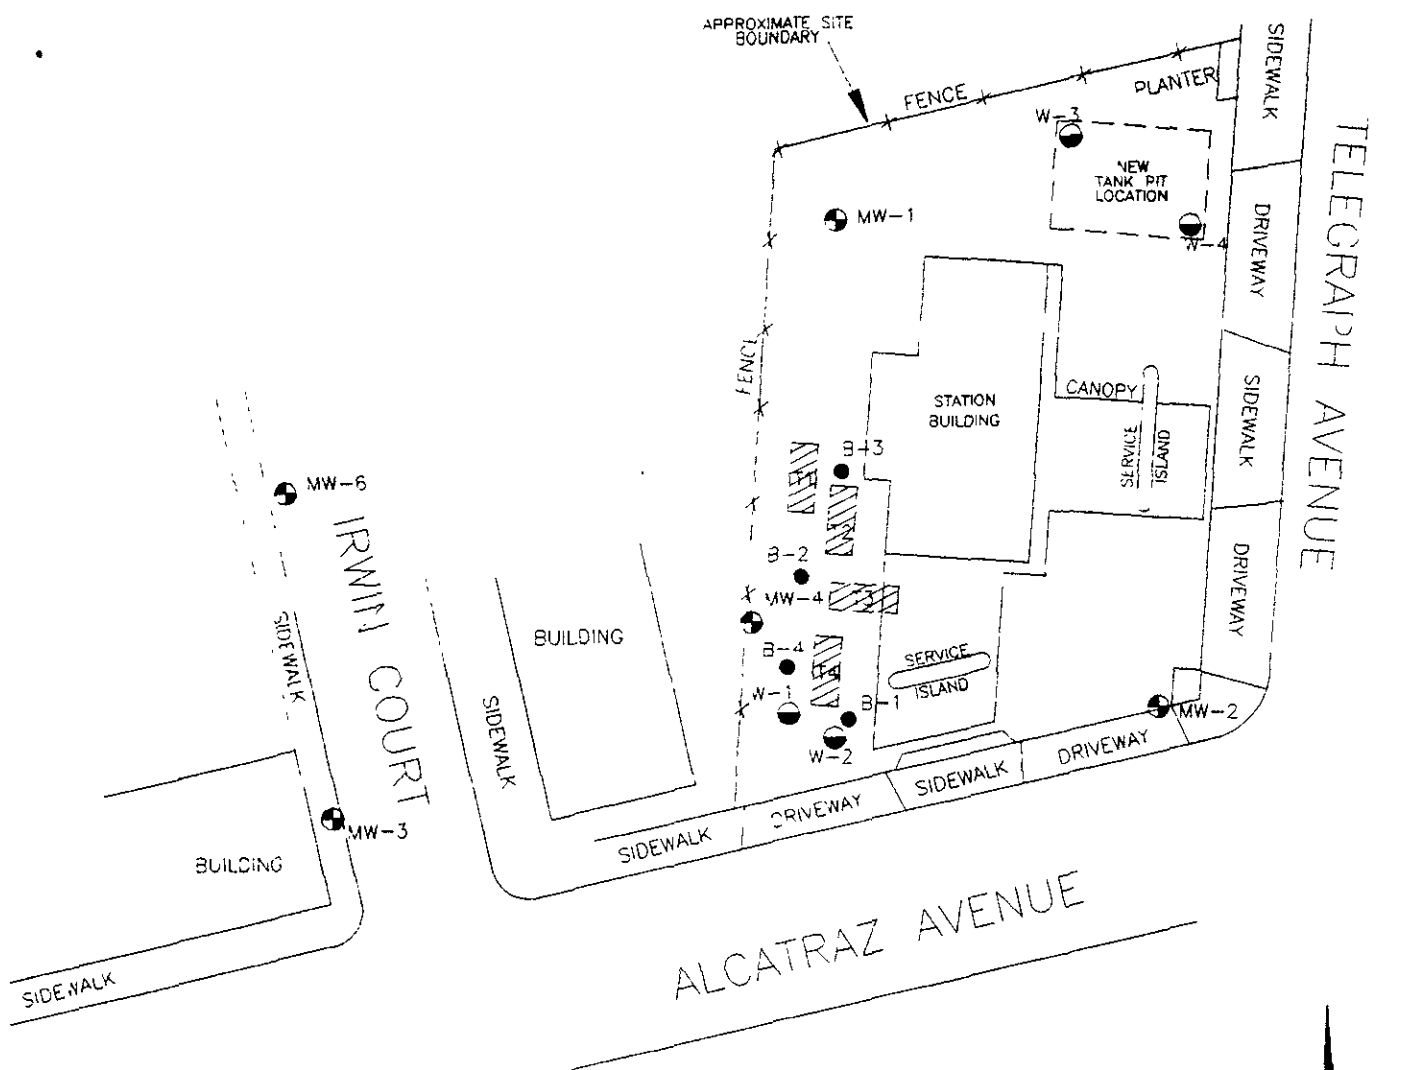 APPROXIMATE SITE
BOUNDARY
FENCE
PLANTER
SIDEWALK
W-3
NEW
TANK PIT
LOCATION
W-4
MW-1
DRIVEWAY
TELEGRAPH AVENUE
FENCE
STATION
BUILDING
CANOPY
SERVICE
ISLAND
SIDEWALK
B-3
MW-6
IRWIN COURT
B-2
MW-4
DRIVEWAY
SIDEWALK
BUILDING
B-4
SERVICE
ISLAND
W-1
B-1
MW-2
W-2
SIDEWALK
DRIVEWAY
SIDEWALK
DRIVEWAY
MW-3
SIDEWALK
BUILDING
ALCATRAZ AVENUE
SIDEWALK